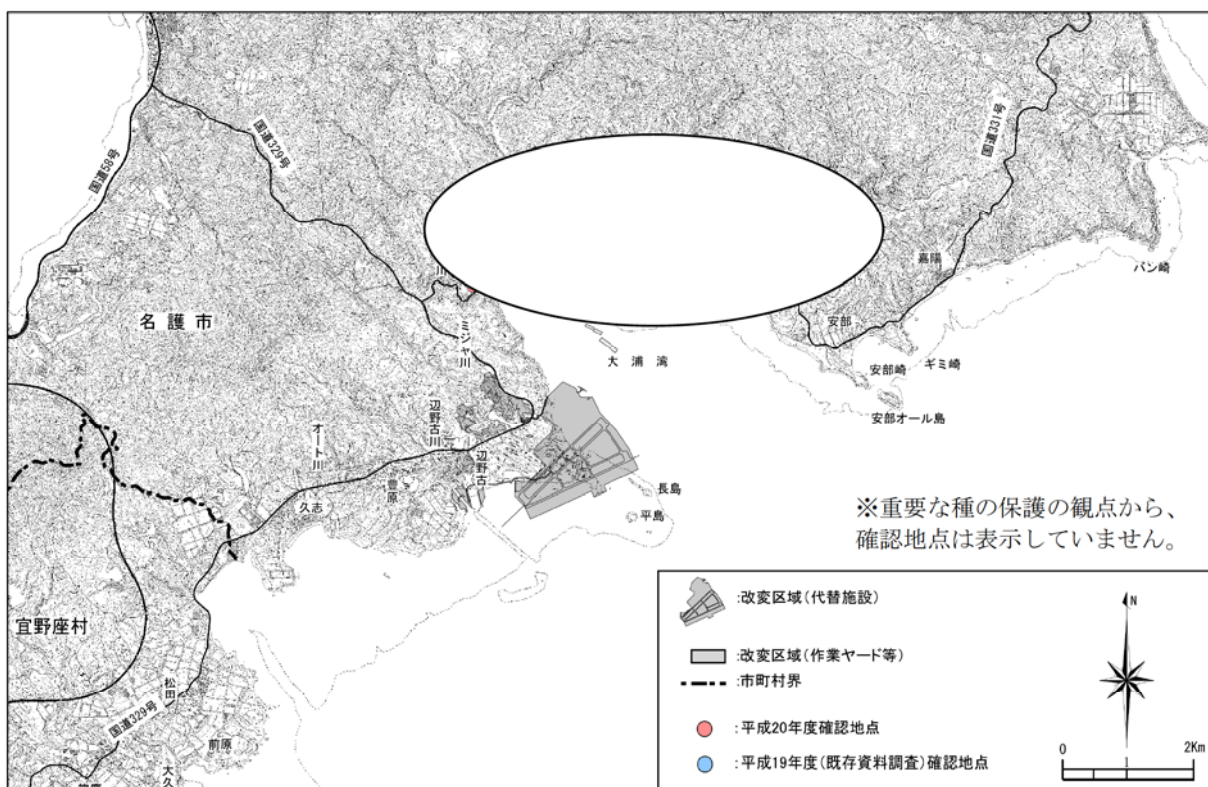 国道58号
国道329号
国道331号
嘉陽
バン崎
川
安部
名護市
ミジャ川
大浦湾
安部崎
ギミ崎
安部オール島
辺野古川
オート川
辺野古
豊原
長島
久志
平島
※重要な種の保護の観点から、
確認地点は表示していません。
宜野座村
松田
国道329号
前原
大久
:改変区域(代替施設)
:改変区域(作業ヤード等)
:市町村界
:平成20年度確認地点
:平成19年度(既存資料調査)確認地点
N
0 1 2Km